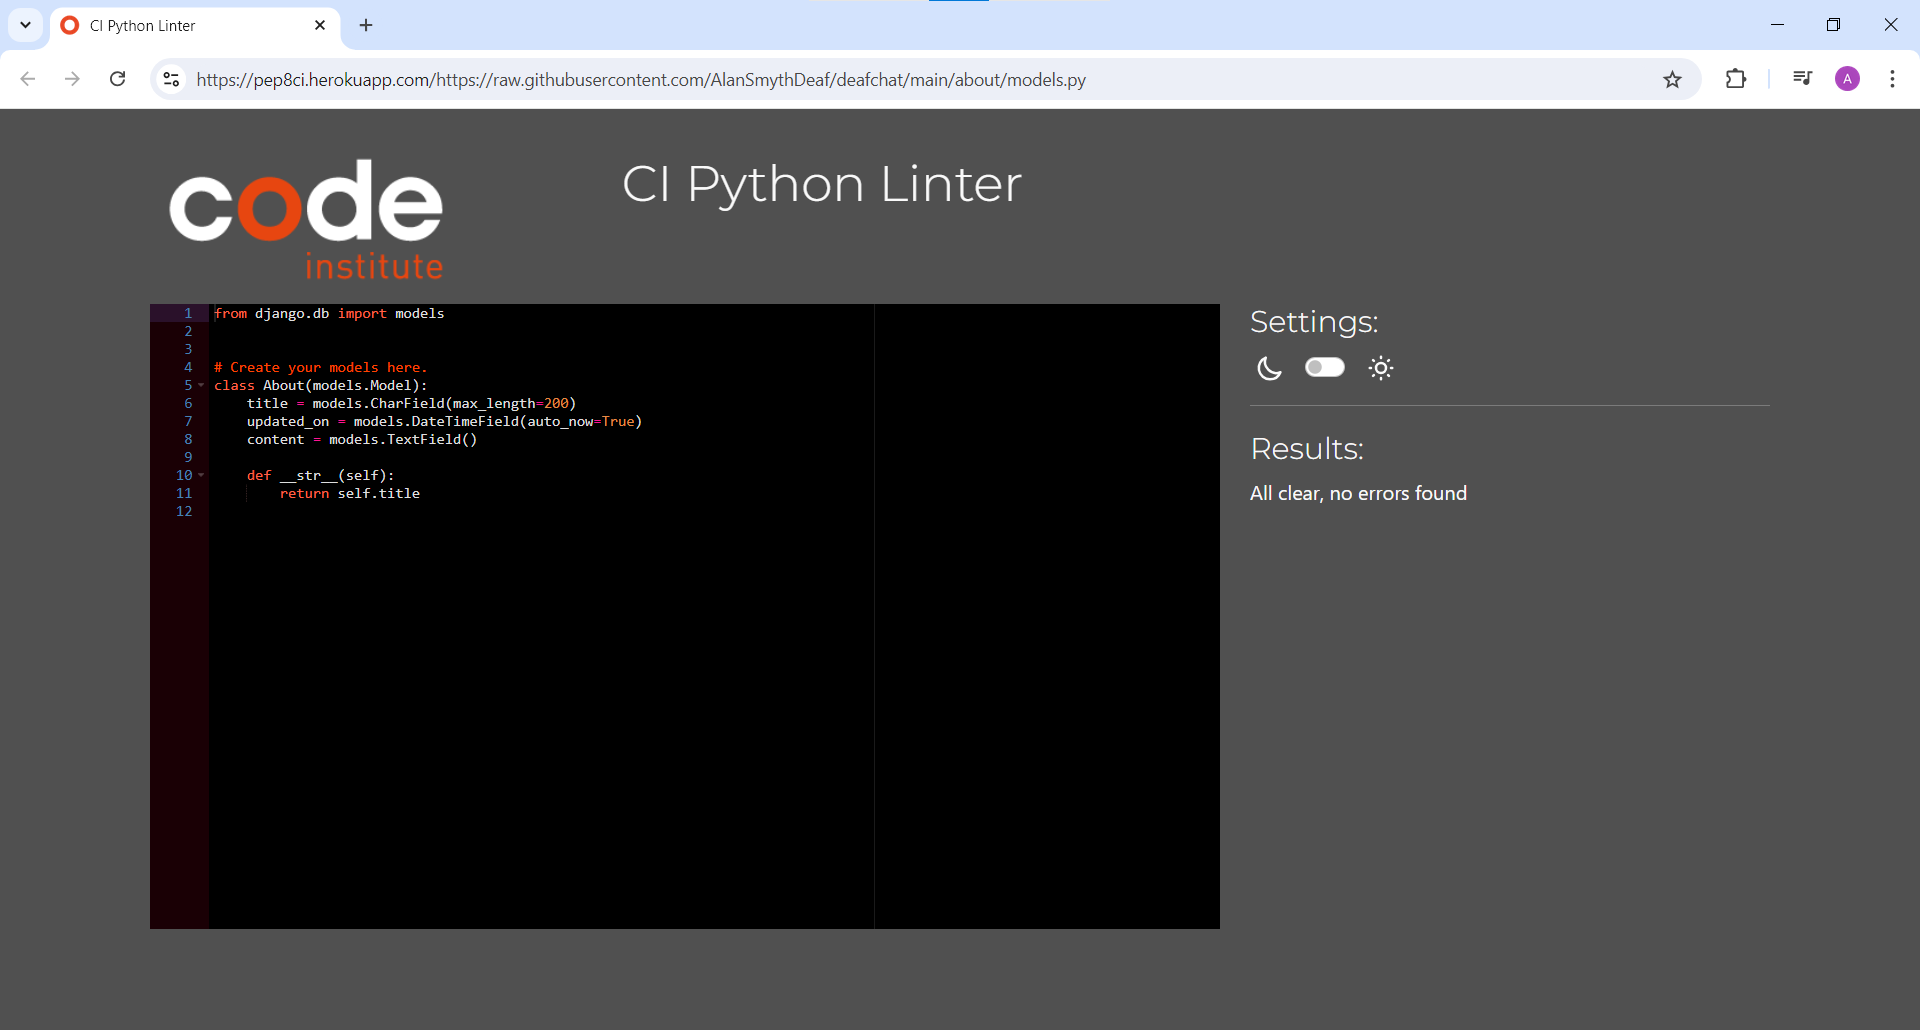 CI Python Linter
https://pep8ci.herokuapp.com/https://raw.githubusercontent.com/AlanSmythDeaf/deafchat/main/about/models.py
A
code
institute
CI Python Linter
1 from django.db import models
2
3
4 # Create your models here.
5 class About(models.Model):
6     title = models.CharField(max_length=200)
7     updated_on = models.DateTimeField(auto_now=True)
8     content = models.TextField()
9
10     def __str__(self):
11         return self.title
12
Settings:
Results:
All clear, no errors found